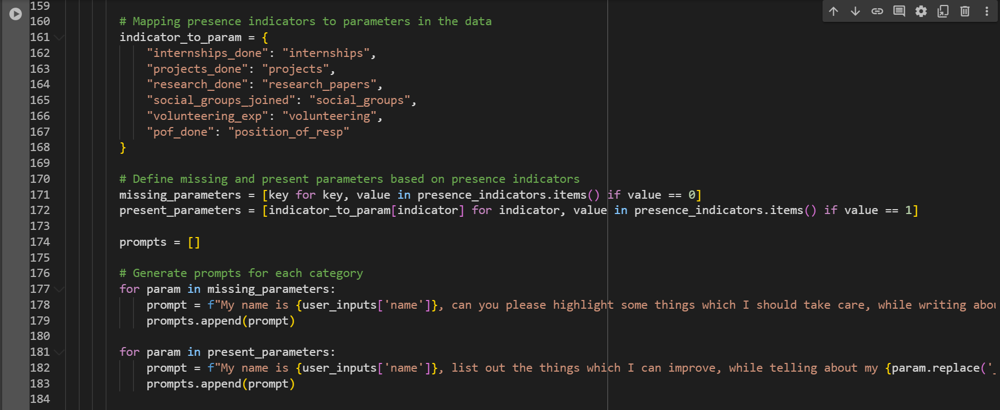 159
160 # Mapping presence indicators to parameters in the data
161 indicator_to_param = {
162 "internships_done": "internships",
163 "projects_done": "projects",
164 "research_done": "research_papers",
165 "social_groups_joined": "social_groups",
166 "volunteering_exp": "volunteering",
167 "pof_done": "position_of_resp"
168 }
169
170 # Define missing and present parameters based on presence indicators
171 missing_parameters = [key for key, value in presence_indicators.items() if value == 0]
172 present_parameters = [indicator_to_param[indicator] for indicator, value in presence_indicators.items() if value == 1]
173
174 prompts = []
175
176 # Generate prompts for each category
177 for param in missing_parameters:
178 prompt = f"My name is {user_inputs['name']}, can you please highlight some things which I should take care, while writing abou
179 prompts.append(prompt)
180
181 for param in present_parameters:
182 prompt = f"My name is {user_inputs['name']}, list out the things which I can improve, while telling about my {param.replace('_
183 prompts.append(prompt)
184